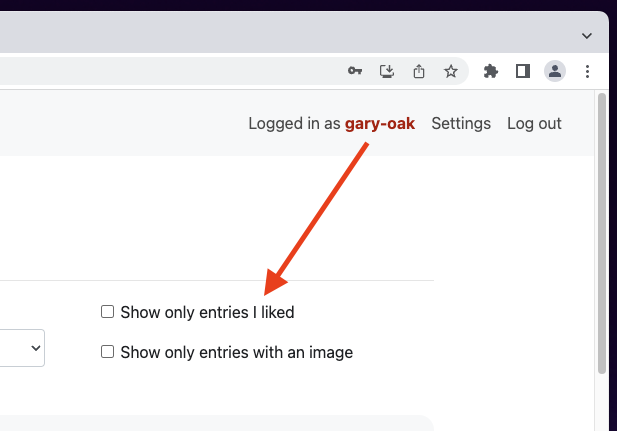 Logged in as gary-oak Settings Log out
Show only entries I liked
Show only entries with an image